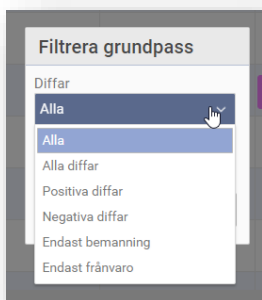 Filtrera grundpass
Diffar
Alla
Alla
Alla diffar
Positiva diffar
Negativa diffar
Endast bemanning
Endast frånvaro